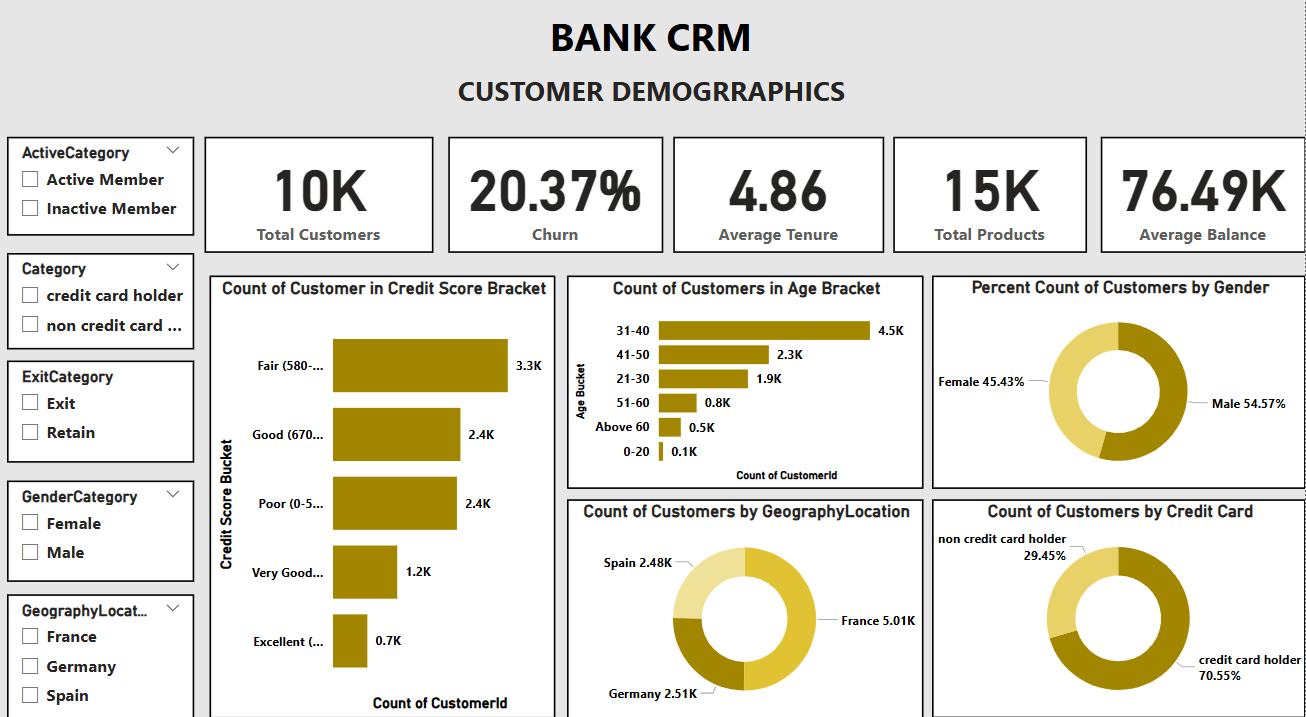 BANK CRM
CUSTOMER DEMOGRRAPHICS
ActiveCategory
Active Member
Inactive Member
10K
Total Customers
20.37%
Churn
4.86
Average Tenure
15K
Total Products
76.49K
Average Balance
Category
credit card holder
non credit card ...
ExitCategory
Exit
Retain
GenderCategory
Female
Male
GeographyLocat...
France
Germany
Spain
Count of Customer in Credit Score Bracket
Credit Score Bucket
Fair (580-... 3.3K
Good (670... 2.4K
Poor (0-5... 2.4K
Very Good... 1.2K
Excellent (... 0.7K
Count of CustomerId
Count of Customers in Age Bracket
Age Bucket
31-40 4.5K
41-50 2.3K
21-30 1.9K
51-60 0.8K
Above 60 0.5K
0-20 0.1K
Count of CustomerId
Percent Count of Customers by Gender
Female 45.43%
Male 54.57%
Count of Customers by GeographyLocation
Spain 2.48K
France 5.01K
Germany 2.51K
Count of Customers by Credit Card
non credit card holder
29.45%
credit card holder
70.55%